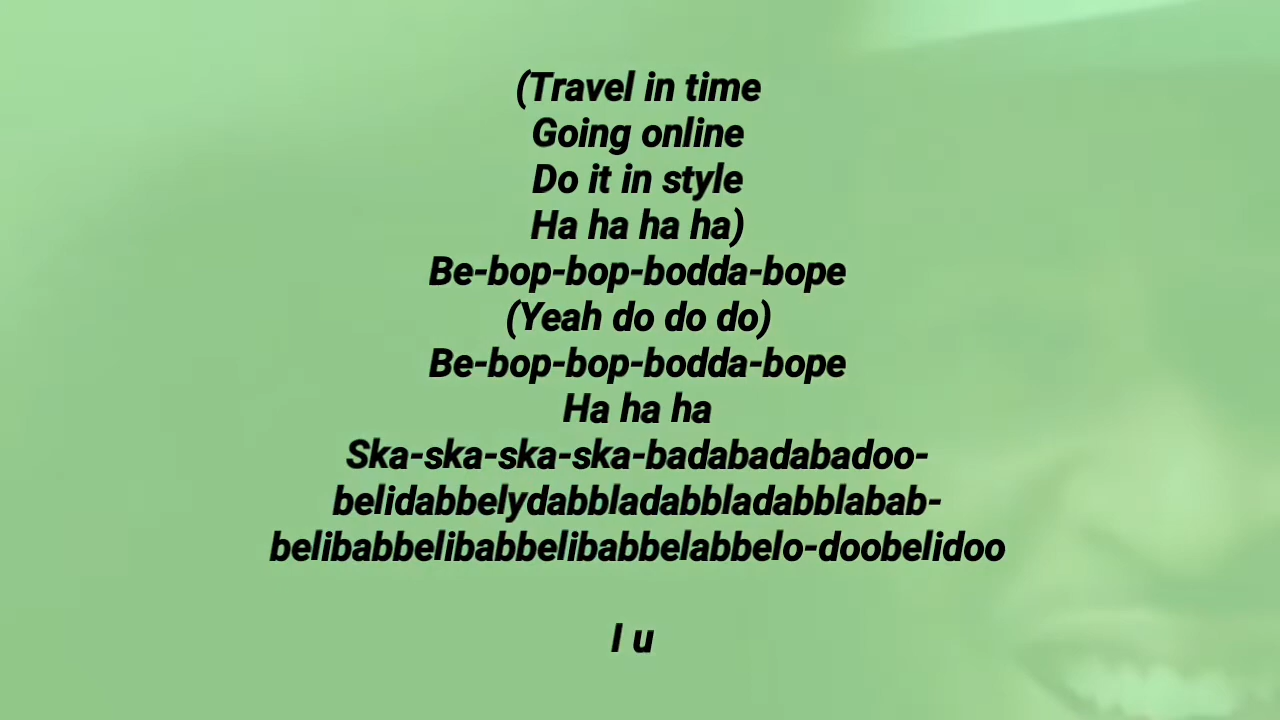 (Travel in time
Going online
Do it in style
Ha ha ha ha)
Be-bop-bop-bodda-bope
(Yeah do do do)
Be-bop-bop-bodda-bope
Ha ha ha
Ska-ska-ska-ska-badabadabadoo-
belidabbelydabbladabbladabblabab-
belibabbelibabbelibabbelabbelo-doobelidoo
I u